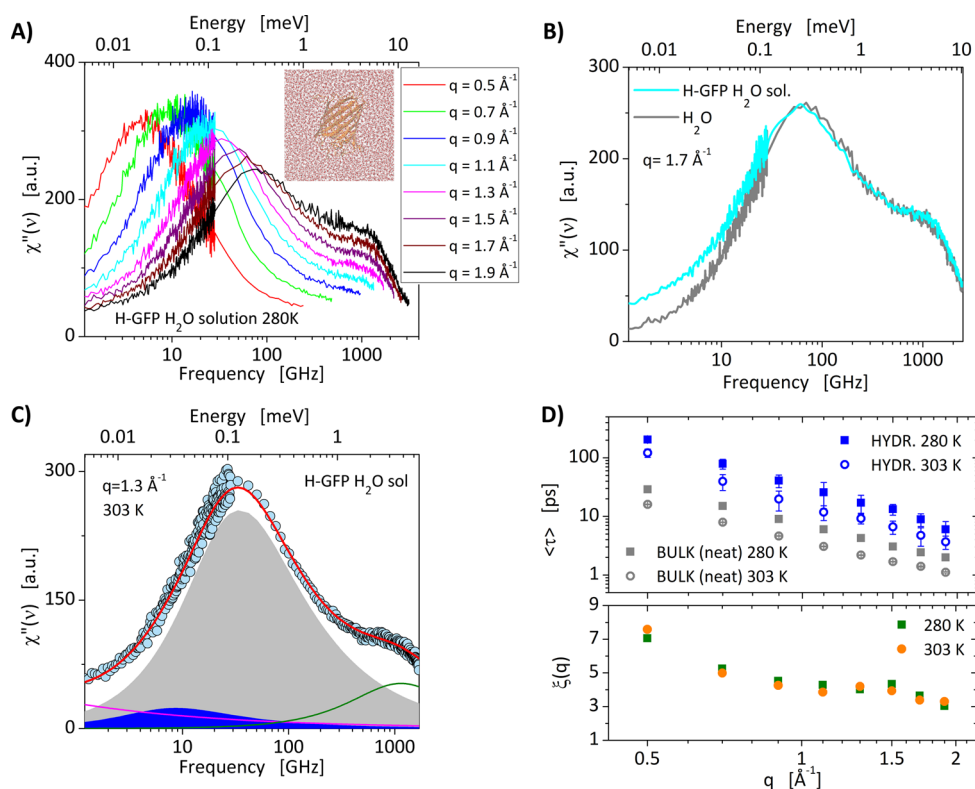 A)
Energy [meV]
0.01 0.1 1 10
400
300
200
100
0
χ''(ν) [a.u.]
q = 0.5 Å⁻¹
q = 0.7 Å⁻¹
q = 0.9 Å⁻¹
q = 1.1 Å⁻¹
q = 1.3 Å⁻¹
q = 1.5 Å⁻¹
q = 1.7 Å⁻¹
q = 1.9 Å⁻¹
H-GFP H₂O solution 280K
10 100 1000
Frequency [GHz]
B)
Energy [meV]
0.01 0.1 1 10
300
200
100
0
χ''(ν) [a.u.]
H-GFP H₂O sol.
H₂O
q= 1.7 Å⁻¹
10 100 1000
Frequency [GHz]
C)
Energy [meV]
0.01 0.1 1
300
150
0
χ''(ν) [a.u.]
q=1.3 Å⁻¹
303 K
H-GFP H₂O sol
10 100 1000
Frequency [GHz]
D)
100
10
1
<τ> [ps]
HYDR. 280 K
HYDR. 303 K
BULK (neat) 280 K
BULK (neat) 303 K
9
7
5
3
1
ξ(q)
280 K
303 K
0.5 1 1.5 2
q [Å⁻¹]